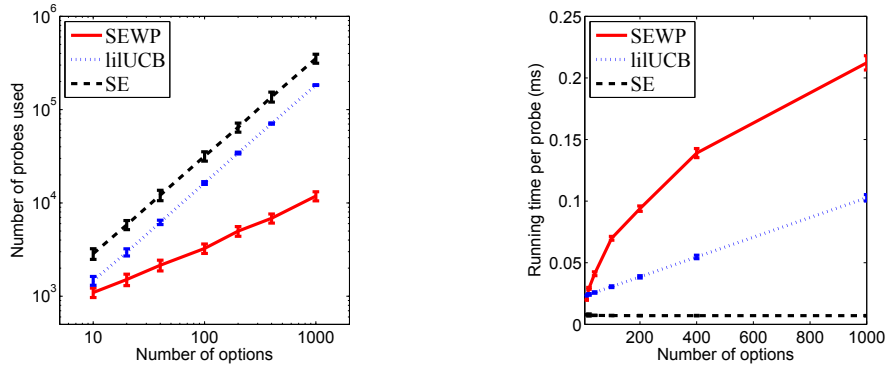 10^6
10^5
10^4
10^3
Number of probes used
SEWP
lilUCB
SE
10 100 1000
Number of options
0.25
0.2
0.15
0.1
0.05
0
Running time per probe (ms)
SEWP
lilUCB
SE
200 400 600 800 1000
Number of options